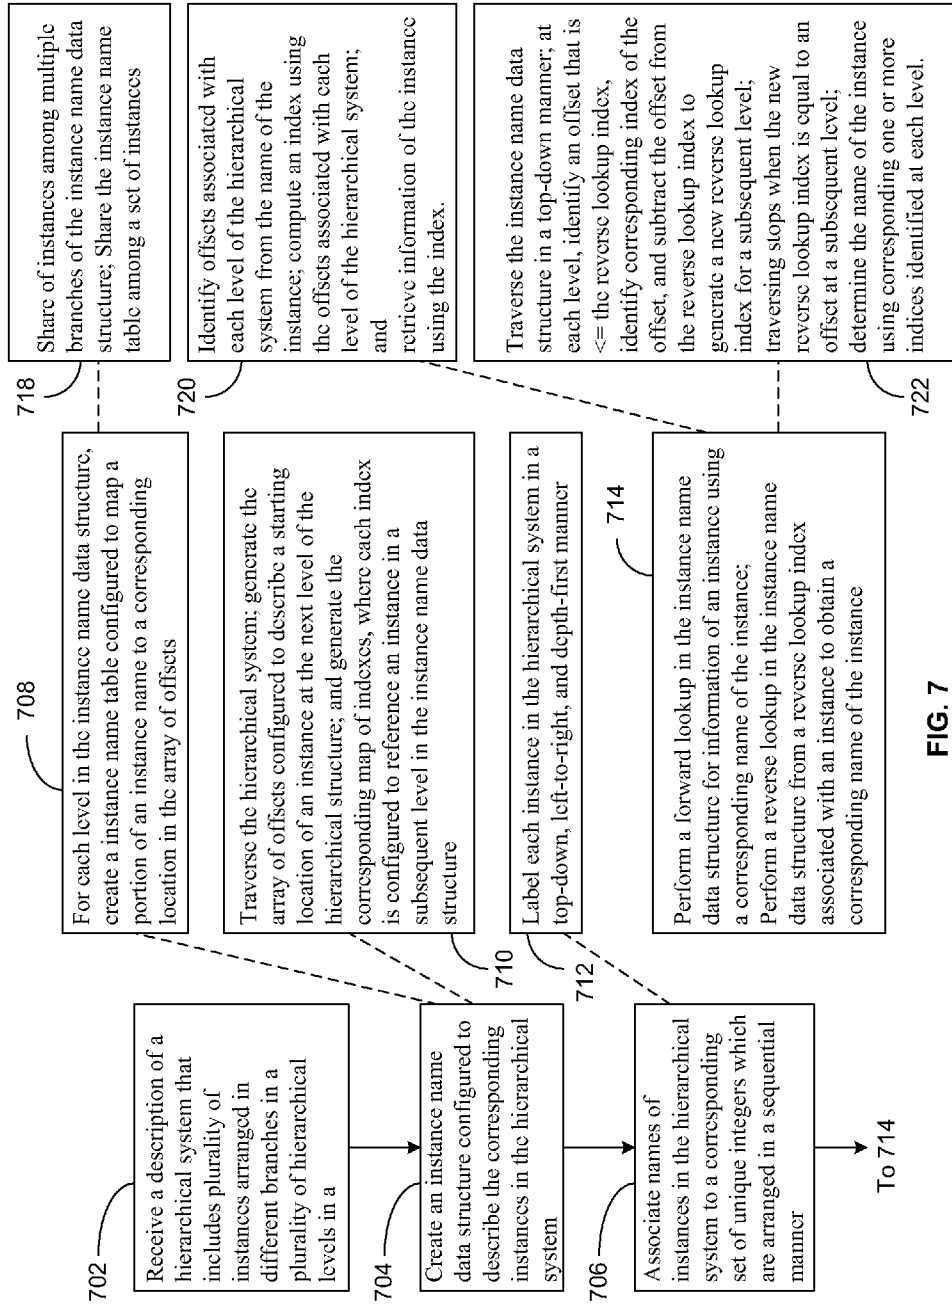 702
Receive a description of a
hierarchical system that
includes plurality of
instances arranged in
different branches in a
plurality of hierarchical
levels in a
704
Create an instance name
data structure configured to
describe the corresponding
instances in the hierarchical
system
706
Associate names of
instances in the hierarchical
system to a corresponding
set of unique integers which
are arranged in a sequential
manner
To 714
708
For each level in the instance name data structure,
create a instance name table configured to map a
portion of an instance name to a corresponding
location in the array of offsets
710
Traverse the hierarchical system; generate the
array of offsets configured to describe a starting
location of an instance at the next level of the
hierarchical structure; and generate the
corresponding map of indexes, where each index
is configured to reference an instance in a
subsequent level in the instance name data
structure
712
Label each instance in the hierarchical system in a
top-down, left-to-right, and depth-first manner
714
Perform a forward lookup in the instance name
data structure for information of an instance using
a corresponding name of the instance;
Perform a reverse lookup in the instance name
data structure from a reverse lookup index
associated with an instance to obtain a
corresponding name of the instance
718
Share of instances among multiple
branches of the instance name data
structure; Share the instance name
table among a set of instances
720
Identify offsets associated with
each level of the hierarchical
system from the name of the
instance; compute an index using
the offsets associated with each
level of the hierarchical system;
and
retrieve information of the instance
using the index.
722
Traverse the instance name data
structure in a top-down manner; at
each level, identify an offset that is
<= the reverse lookup index,
identify corresponding index of the
offset, and subtract the offset from
the reverse lookup index to
generate a new reverse lookup
index for a subsequent level;
traversing stops when the new
reverse lookup index is equal to an
offset at a subsequent level;
determine the name of the instance
using corresponding one or more
indices identified at each level.
FIG. 7